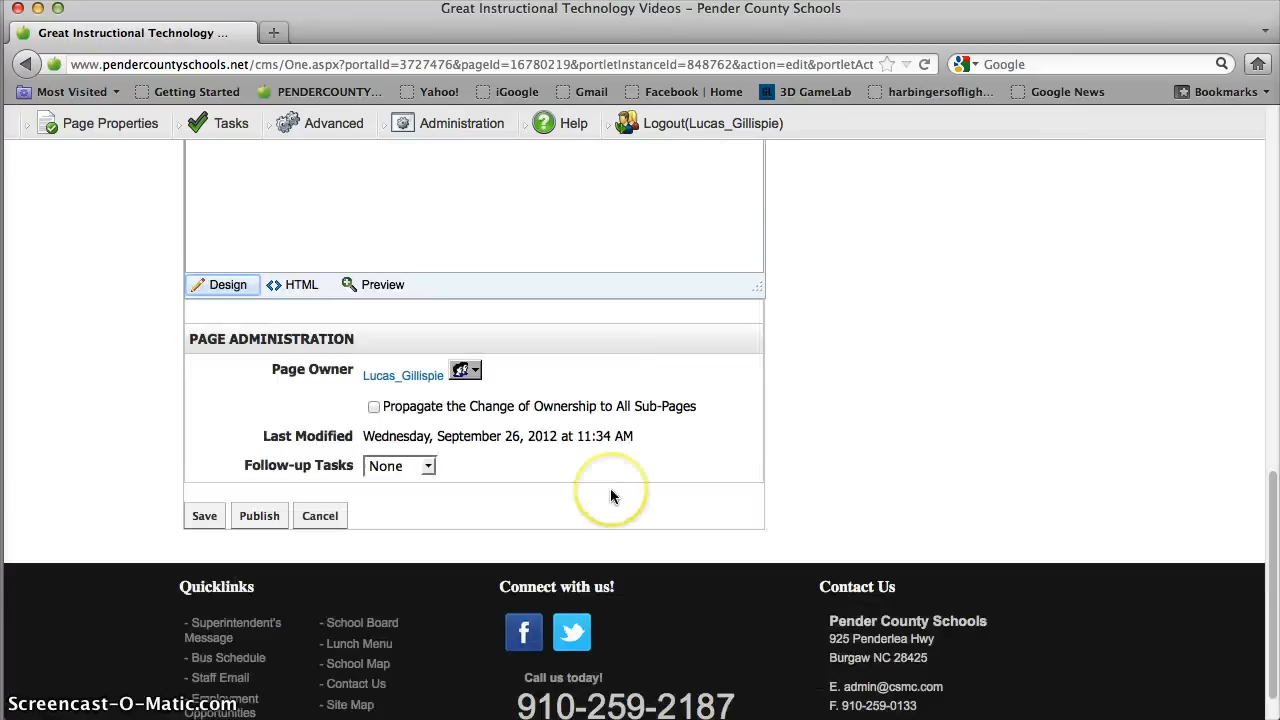 Great Instructional Technology Videos – Pender County Schools
Great Instructional Technology ...
www.pendercountyschools.net/cms/One.aspx?portalId=3727476&pageId=16780219&portletInstanceId=848762&action=edit&portletAct
Google
Most Visited
Getting Started
PENDERCOUNTY...
Yahoo!
iGoogle
Gmail
Facebook | Home
3D GameLab
harbingersofligh...
Google News
Bookmarks
Page Properties
Tasks
Advanced
Administration
Help
Logout(Lucas_Gillispie)
Design
HTML
Preview
PAGE ADMINISTRATION
Page Owner
Lucas_Gillispie
Propagate the Change of Ownership to All Sub-Pages
Last Modified
Wednesday, September 26, 2012 at 11:34 AM
Follow-up Tasks
None
Save
Publish
Cancel
Quicklinks
- Superintendent's
Message
- Bus Schedule
- Staff Email
- Employment
Opportunities
- School Board
- Lunch Menu
- School Map
- Contact Us
- Site Map
Connect with us!
Call us today!
910-259-2187
Contact Us
Pender County Schools
925 Penderlea Hwy
Burgaw NC 28425
E. admin@csmc.com
F. 910-259-0133
Screencast-O-Matic.com